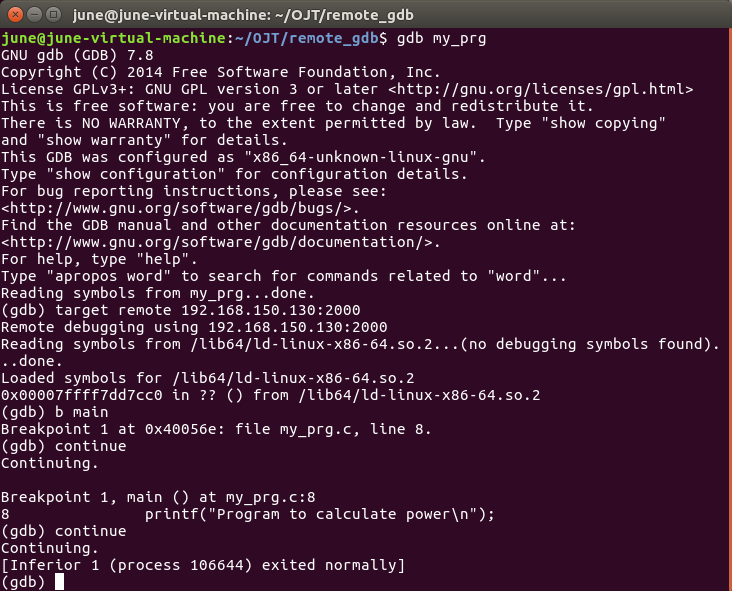 june@june-virtual-machine: ~/OJT/remote_gdb
june@june-virtual-machine:~/OJT/remote_gdb$ gdb my_prg
GNU gdb (GDB) 7.8
Copyright (C) 2014 Free Software Foundation, Inc.
License GPLv3+: GNU GPL version 3 or later <http://gnu.org/licenses/gpl.html>
This is free software: you are free to change and redistribute it.
There is NO WARRANTY, to the extent permitted by law.  Type "show copying"
and "show warranty" for details.
This GDB was configured as "x86_64-unknown-linux-gnu".
Type "show configuration" for configuration details.
For bug reporting instructions, please see:
<http://www.gnu.org/software/gdb/bugs/>.
Find the GDB manual and other documentation resources online at:
<http://www.gnu.org/software/gdb/documentation/>.
For help, type "help".
Type "apropos word" to search for commands related to "word"...
Reading symbols from my_prg...done.
(gdb) target remote 192.168.150.130:2000
Remote debugging using 192.168.150.130:2000
Reading symbols from /lib64/ld-linux-x86-64.so.2...(no debugging symbols found).
..done.
Loaded symbols for /lib64/ld-linux-x86-64.so.2
0x00007ffff7dd7cc0 in ?? () from /lib64/ld-linux-x86-64.so.2
(gdb) b main
Breakpoint 1 at 0x40056e: file my_prg.c, line 8.
(gdb) continue
Continuing.

Breakpoint 1, main () at my_prg.c:8
8               printf("Program to calculate power\n");
(gdb) continue
Continuing.
[Inferior 1 (process 106644) exited normally]
(gdb)